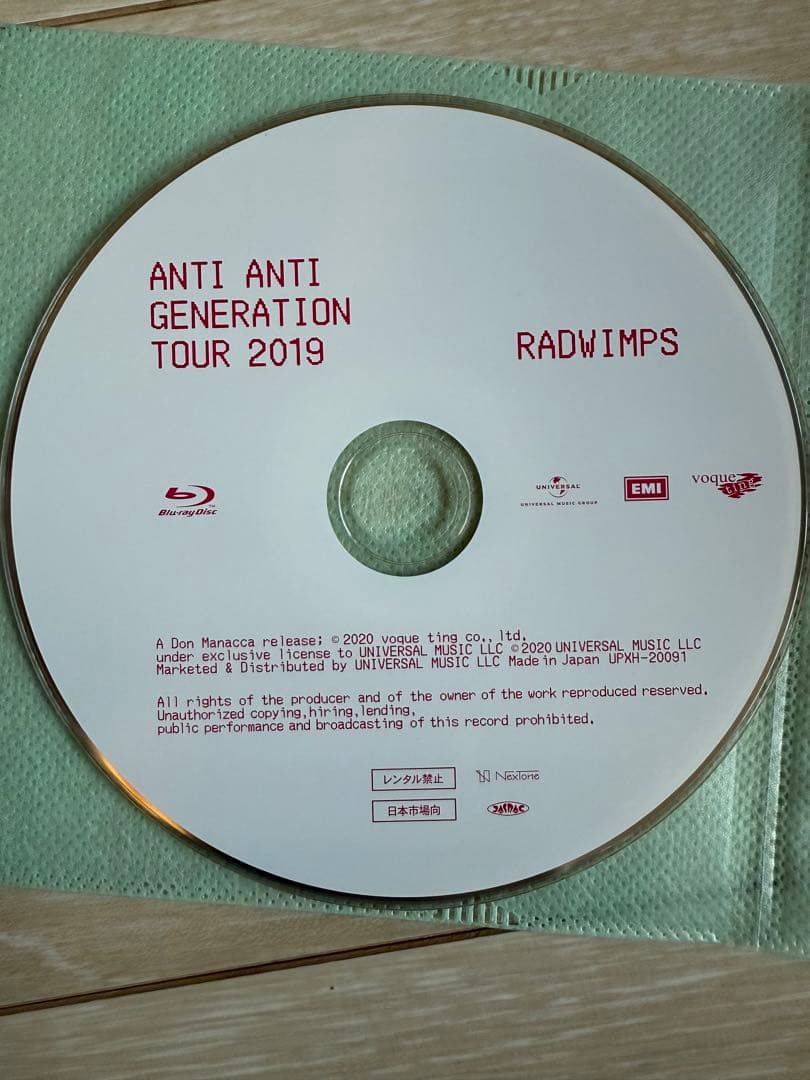 ANTI ANTI
GENERATION
TOUR 2019
RADWIMPS
Blu-ray Disc™
UNIVERSAL
UNIVERSAL MUSIC GROUP
EMI
voque ting
A Don Manacca release; ©2020 voque ting co., ltd.
under exclusive license to UNIVERSAL MUSIC LLC ©2020 UNIVERSAL MUSIC LLC
Marketed & Distributed by UNIVERSAL MUSIC LLC Made in Japan UPXH-20091
All rights of the producer and of the owner of the work reproduced reserved.
Unauthorized copying,hiring,lending,
public performance and broadcasting of this record prohibited.
レンタル禁止
NexTone
日本市場向
JASRAC